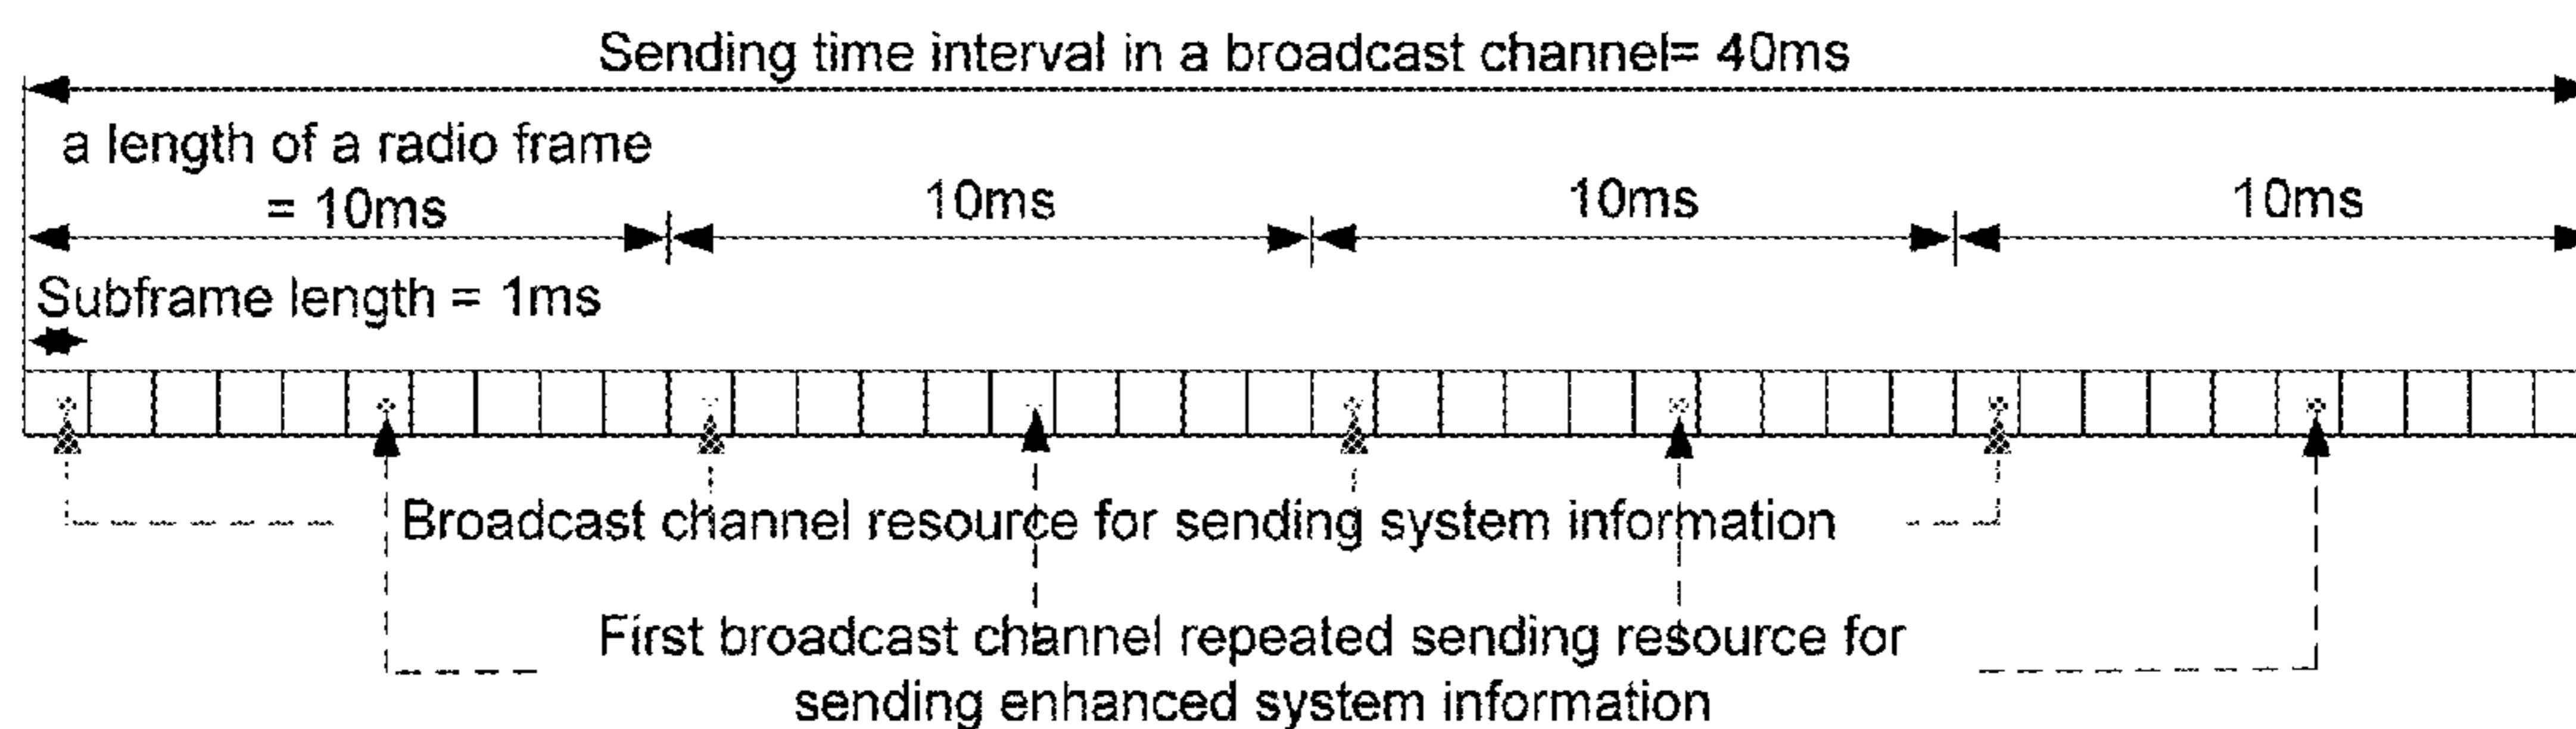 Sending time interval in a broadcast channel= 40ms
a length of a radio frame
= 10ms
10ms
10ms
10ms
Subframe length = 1ms
Broadcast channel resource for sending system information
First broadcast channel repeated sending resource for
sending enhanced system information